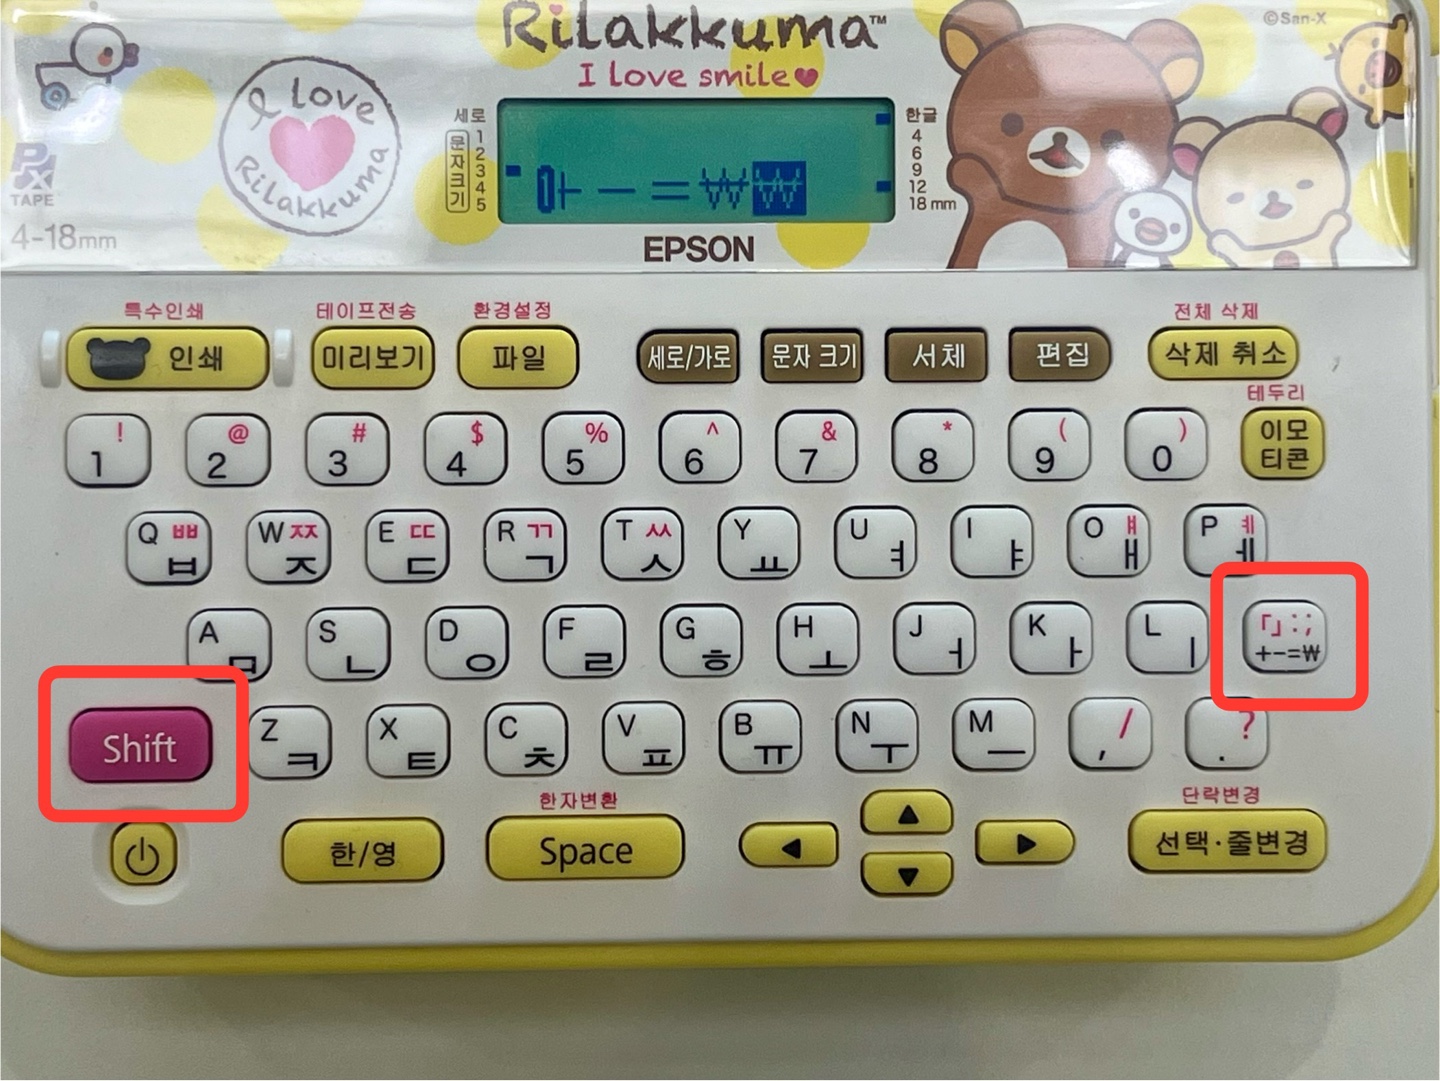 Rilakkuma™
©San-X
I love smile
I love
Rilakkuma
PX
TAPE
4-18mm
세로
문자크기
1
2
3
4
5
ㅏ ー = ₩ ₩
한글
4
6
9
12
18 mm
EPSON
특수인쇄 테이프전송 환경설정 전체 삭제
인쇄 미리보기 파일 세로/가로 문자 크기 서체 편집 삭제 취소
테두리
! @ # $ % ^ & * ( )
1 2 3 4 5 6 7 8 9 0 이모티콘
Q ㅃ ㅂ W ㅉ ㅈ E ㄸ ㄷ R ㄲ ㄱ T ㅆ ㅅ Y ㅛ U ㅕ I ㅑ O ㅒ ㅐ P ㅖ ㅔ
A ㅁ S ㄴ D ㅇ F ㄹ G ㅎ H ㅗ J ㅓ K ㅏ L ㅣ 「」:; +-=₩
Shift Z ㅋ X ㅌ C ㅊ V ㅍ B ㅠ N ㅜ M ㅡ / , ? .
한자변환 단락변경
한/영 Space 선택·줄변경